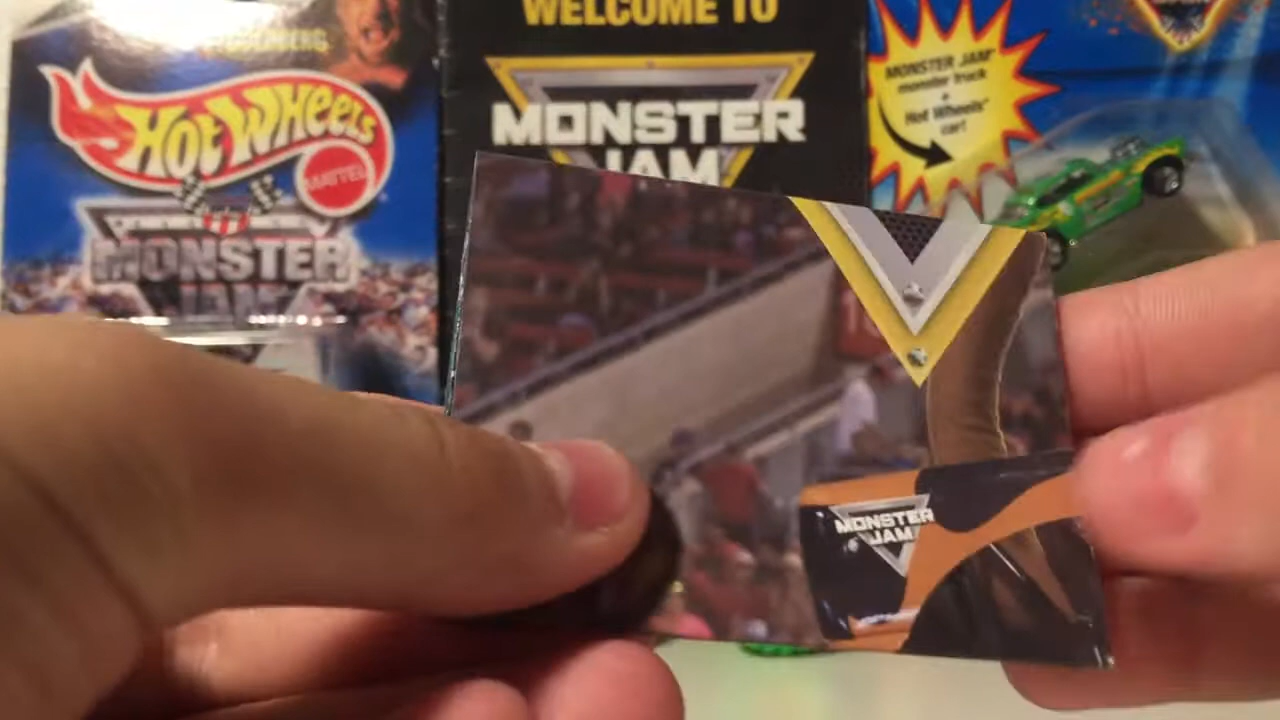 WELCOME TO
MONSTER
JAM
HOT WHEELS
MATTEL
MONSTER
JAM
MONSTER JAM
monster truck
+
Hot Wheels
car!
MONSTER
JAM